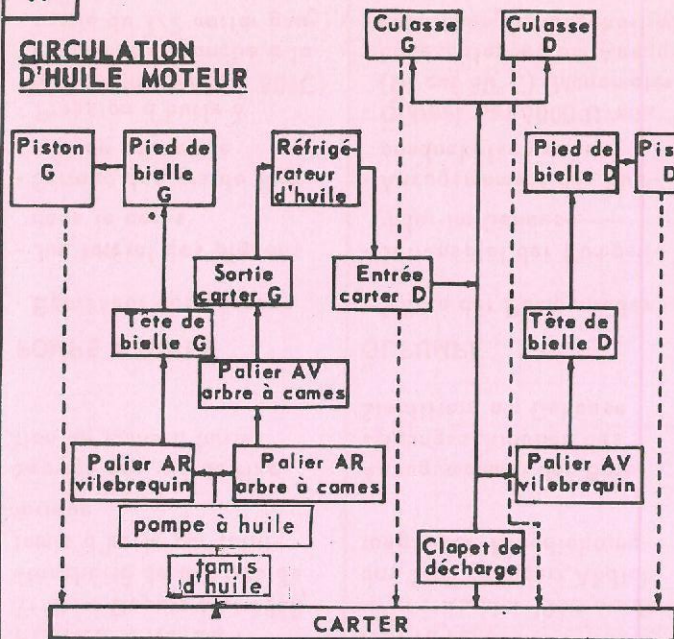 CIRCULATION
D'HUILE MOTEUR
Culasse
G
Culasse
D
Piston
G
Pied de
bielle
G
Réfrigé-
rateur
d'huile
Pied de
bielle D
Pis
D
Sortie
carter G
Entrée
carter D
Tête de
bielle G
Tête de
bielle D
Palier AV
arbre à cames
Palier AR
vilebrequin
Palier AR
arbre à cames
Palier AV
vilebrequin
pompe à huile
Clapet de
décharge
tamis
d'huile
CARTER